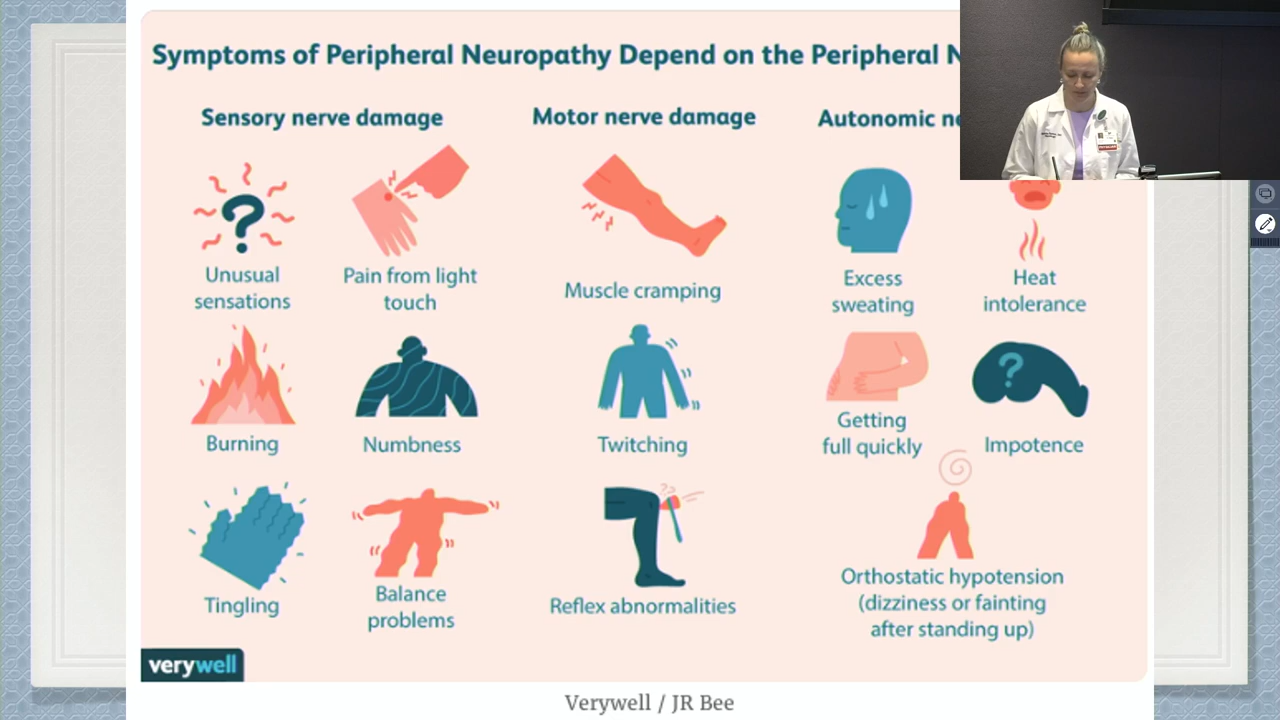 Symptoms of Peripheral Neuropathy Depend on the Peripheral
Sensory nerve damage
Motor nerve damage
Autonomic
Unusual
sensations
Pain from light
touch
Muscle cramping
Excess
sweating
Heat
intolerance
Burning
Numbness
Twitching
Getting
full quickly
Impotence
Tingling
Balance
problems
Reflex abnormalities
Orthostatic hypotension
(dizziness or fainting
after standing up)
verywell
Verywell / JR Bee